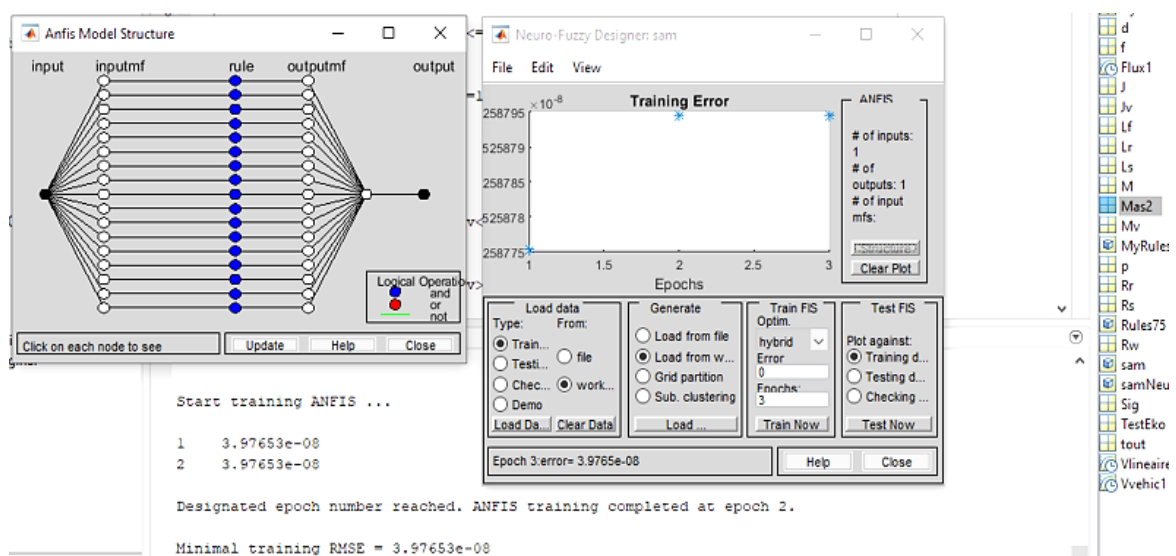 Anfis Model Structure
input inputmf rule outputmf output
Logical Operatio
and
or
not
Click on each node to see
Update Help Close
Neuro-Fuzzy Designer: sam
File Edit View
×10-8 Training Error
258795
525879
258785
525878
258775
1 1.5 2 2.5 3
Epochs
ANFIS
# of inputs:
1
# of
outputs: 1
# of input
mfs:
Structure
Clear Plot
Load data
Type: From:
Train...
Testi...
Chec...
Demo
file
work...
Load Da... Clear Data
Generate
Load from file
Load from w...
Grid partition
Sub. clustering
Load ...
Train FIS
Optim.
hybrid
Error
0
Epochs:
3
Train Now
Test FIS
Plot against:
Training d...
Testing d...
Checking ...
Test Now
Epoch 3:error= 3.9765e-08
Help Close
Start training ANFIS ...
1 3.97653e-08
2 3.97653e-08
Designated epoch number reached. ANFIS training completed at epoch 2.
Minimal training RMSE = 3.97653e-08
d
f
Flux1
J
Jv
Lf
Lr
Ls
M
Mas2
Mv
MyRules
p
Rr
Rs
Rules75
Rw
sam
samNeu
Sig
TestEko
tout
Vlineaire
Vvehic1